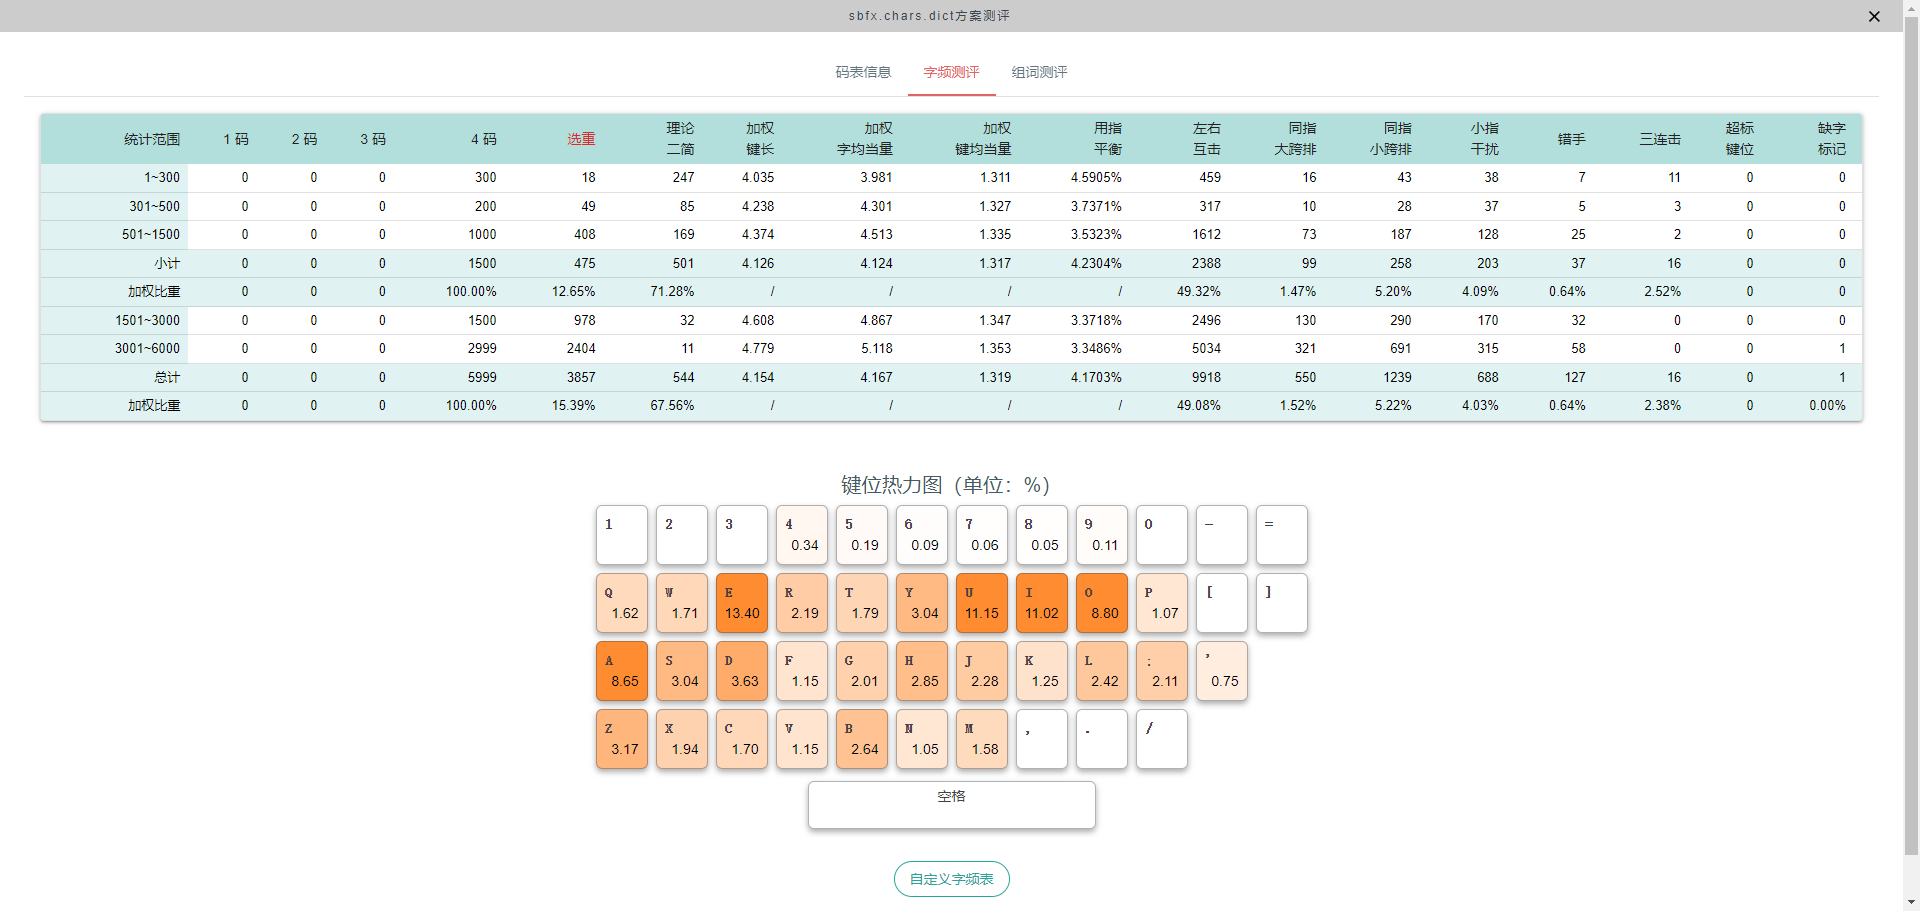 sbfx.chars.dict方案测评
码表信息 字频测评 组词测评
统计范围 1 码 2 码 3 码 4 码 选重 理论二简 加权键长 加权字均当量 加权键均当量 用指平衡 左右互击 同指大跨排 同指小跨排 小指干扰 错手 三连击 超标键位 缺字标记
1~300 0 0 0 300 18 247 4.035 3.981 1.311 4.5905% 459 16 43 38 7 11 0 0
301~500 0 0 0 200 49 85 4.238 4.301 1.327 3.7371% 317 10 28 37 5 3 0 0
501~1500 0 0 0 1000 408 169 4.374 4.513 1.335 3.5323% 1612 73 187 128 25 2 0 0
小计 0 0 0 1500 475 501 4.126 4.124 1.317 4.2304% 2388 99 258 203 37 16 0 0
加权比重 0 0 0 100.00% 12.65% 71.28% / / / / 49.32% 1.47% 5.20% 4.09% 0.64% 2.52% 0 0
1501~3000 0 0 0 1500 978 32 4.608 4.867 1.347 3.3718% 2496 130 290 170 32 0 0 0
3001~6000 0 0 0 2999 2404 11 4.779 5.118 1.353 3.3486% 5034 321 691 315 58 0 0 1
总计 0 0 0 5999 3857 544 4.154 4.167 1.319 4.1703% 9918 550 1239 688 127 16 0 1
加权比重 0 0 0 100.00% 15.39% 67.56% / / / / 49.08% 1.52% 5.22% 4.03% 0.64% 2.38% 0 0.00%
键位热力图（单位：%）
1 2 3 4 5 6 7 8 9 0 - =
0.34 0.19 0.09 0.06 0.05 0.11
Q W E R T Y U I O P [ ]
1.62 1.71 13.40 2.19 1.79 3.04 11.15 11.02 8.80 1.07
A S D F G H J K L ; '
8.65 3.04 3.63 1.15 2.01 2.85 2.28 1.25 2.42 2.11 0.75
Z X C V B N M , . /
3.17 1.94 1.70 1.15 2.64 1.05 1.58
空格
自定义字频表